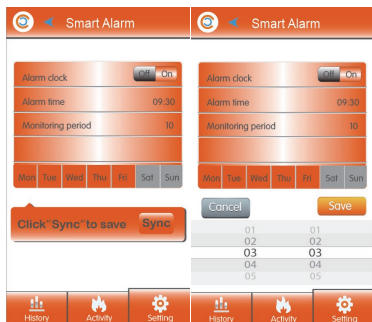 Smart Alarm
Alarm clock Off On
Alarm time 09:30
Monitoring period 10
Mon Tue Wed Thu Fri Sat Sun
Click"Sync"to save Sync
History Activity Setting
Smart Alarm
Alarm clock Off On
Alarm time 09:30
Monitoring period 10
Mon Tue Wed Thu Fri Sat Sun
Cancel Save
01 01
02 02
03 03
04 04
05 05
History Activity Setting